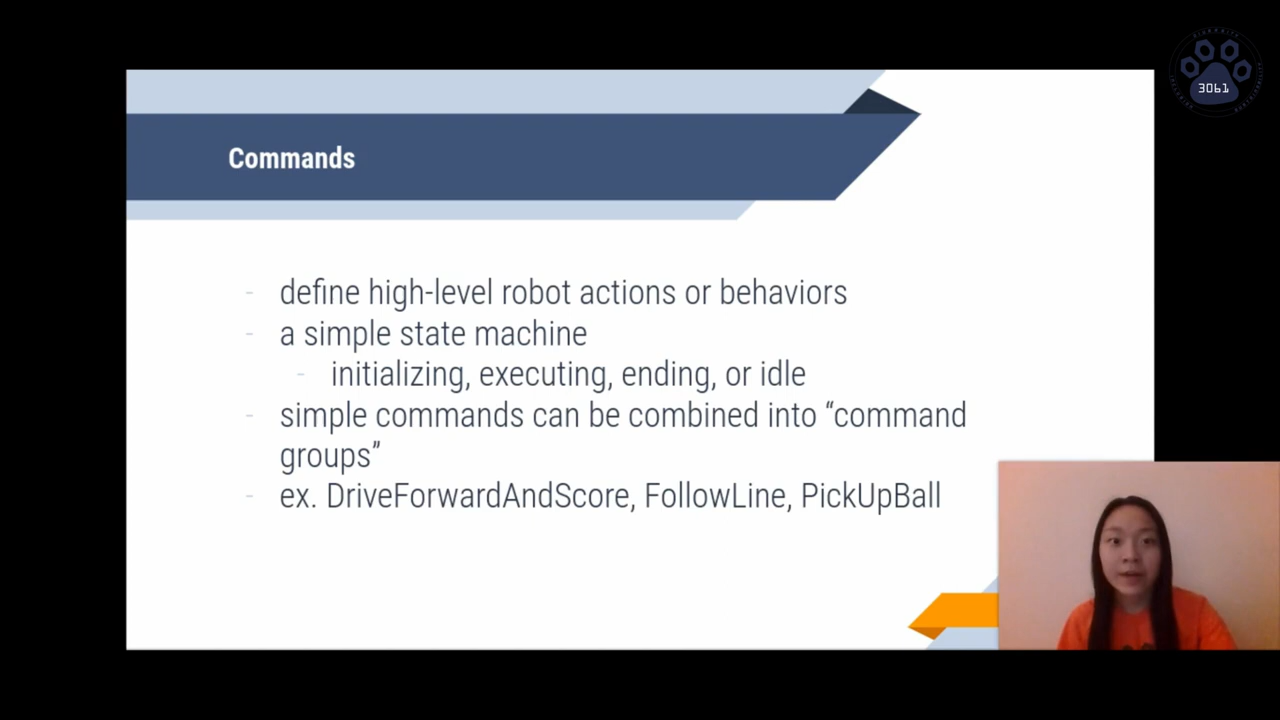 3061
Commands
- define high-level robot actions or behaviors
- a simple state machine
- initializing, executing, ending, or idle
- simple commands can be combined into “command
groups”
- ex. DriveForwardAndScore, FollowLine, PickUpBall